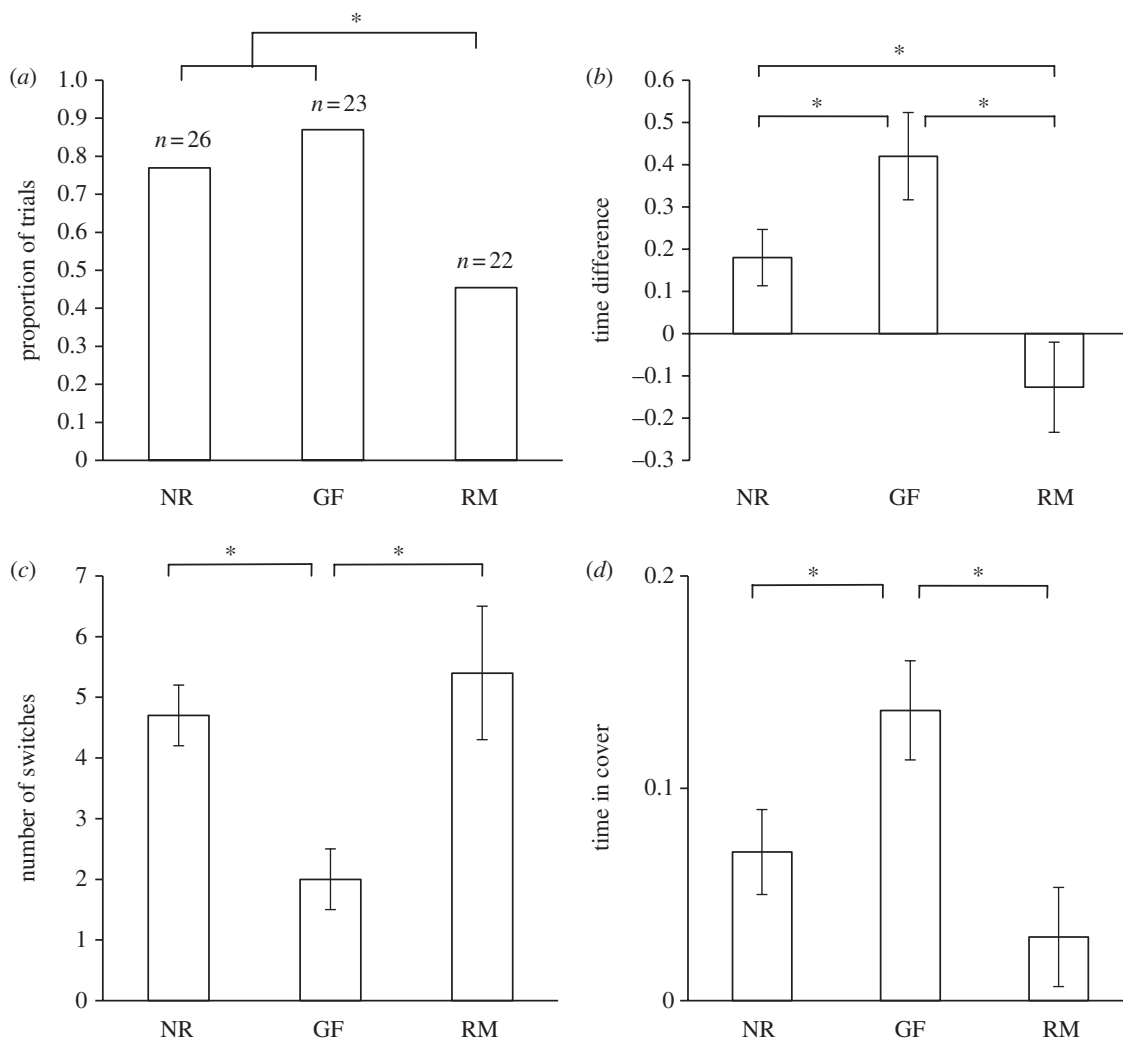 (a)
*
1.0
0.9
0.8
0.7
0.6
0.5
0.4
0.3
0.2
0.1
0
proportion of trials
n=26
n=23
n=22
NR GF RM
(b)
*
* *
0.6
0.5
0.4
0.3
0.2
0.1
0
–0.1
–0.2
–0.3
time difference
NR GF RM
(c)
* *
7
6
5
4
3
2
1
0
number of switches
NR GF RM
(d)
* *
0.2
0.1
0
time in cover
NR GF RM